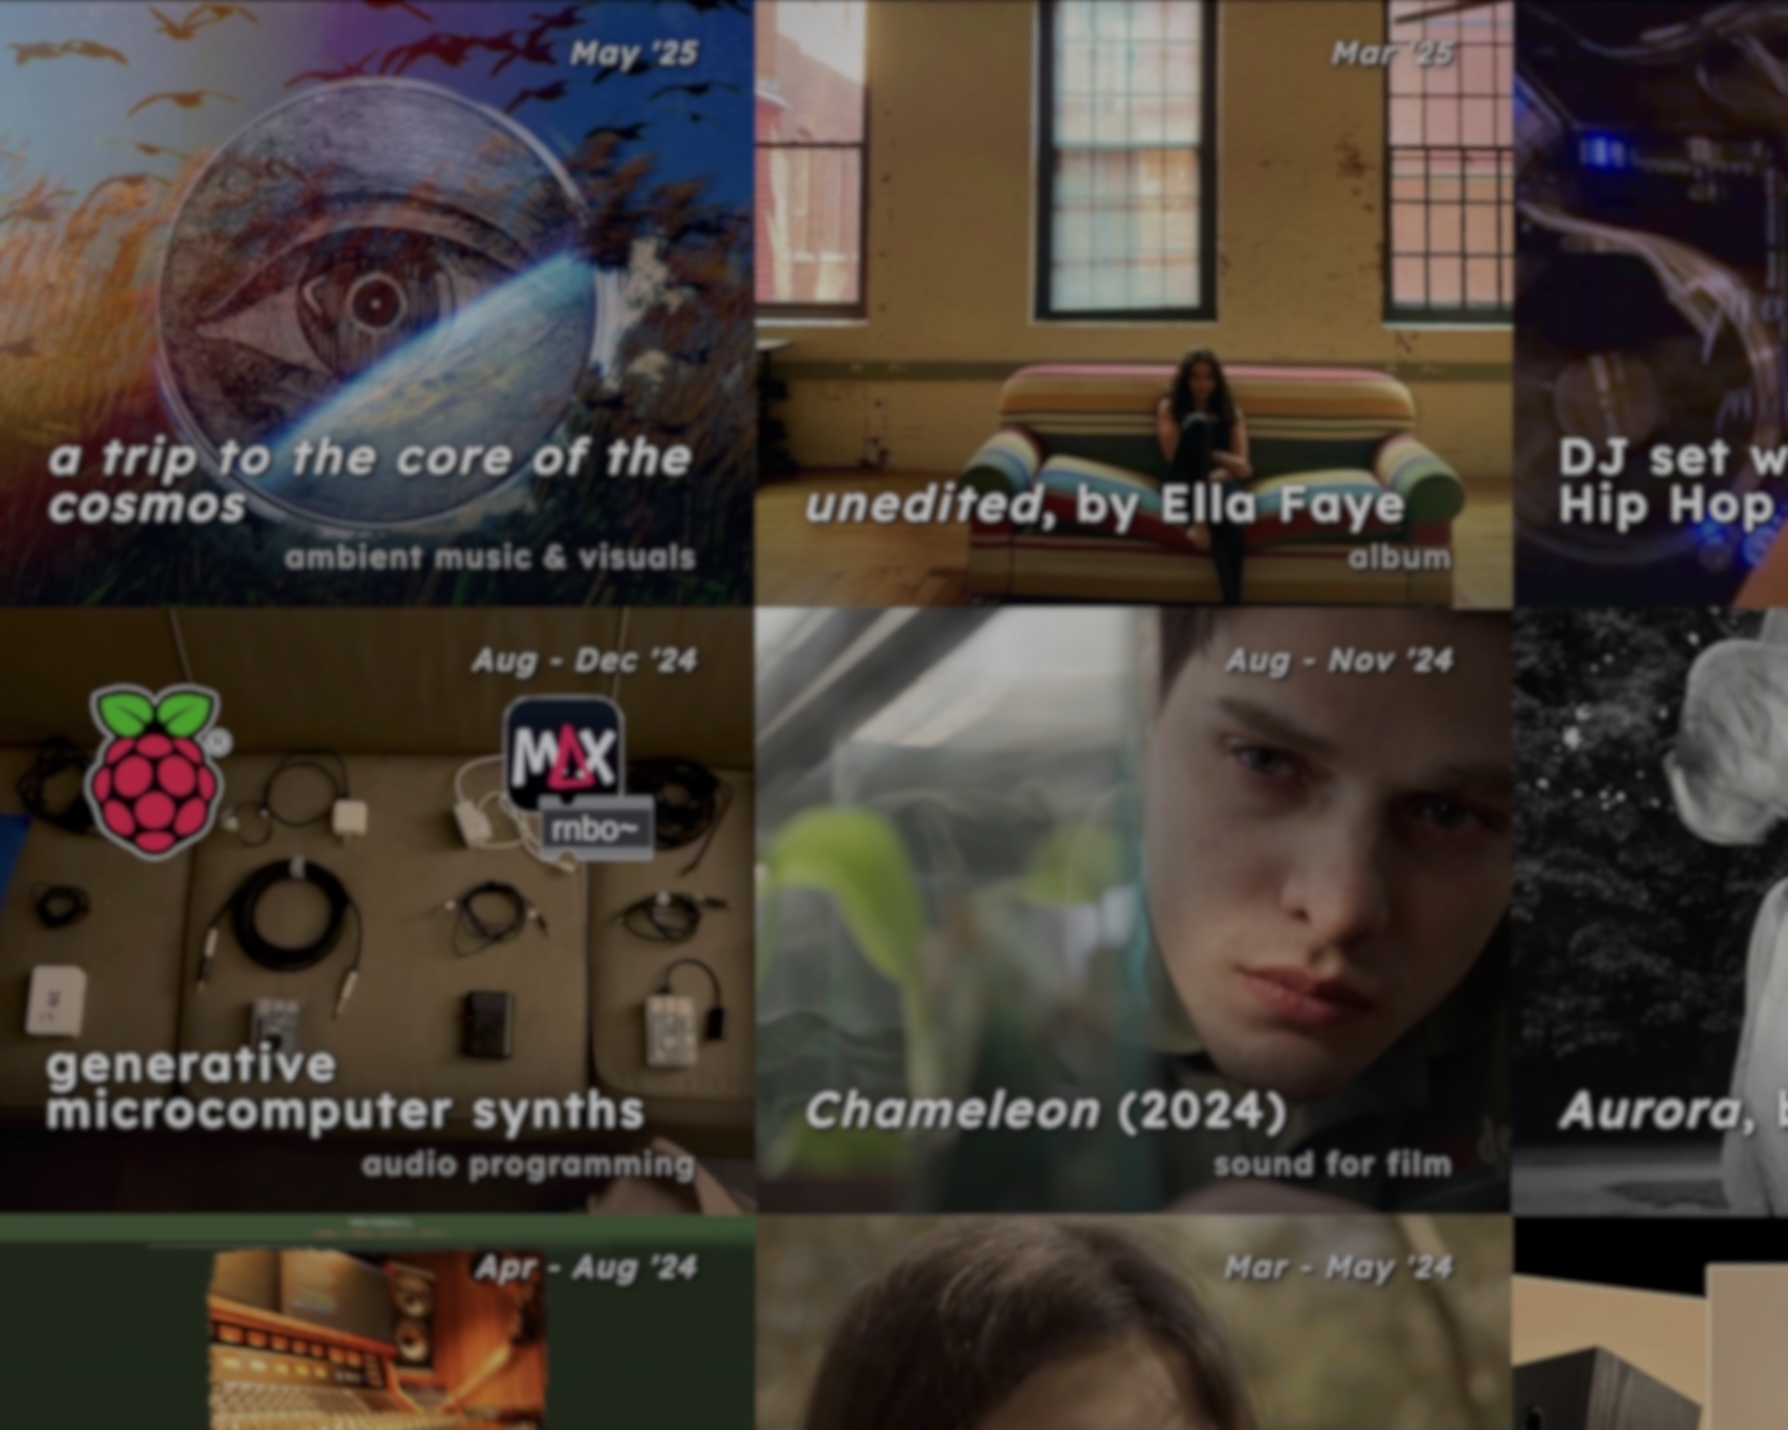 May '25
a trip to the core of the
cosmos
ambient music & visuals
Mar '25
unedited, by Ella Faye
album
DJ set
Hip Hop
Aug - Dec '24
MAX
rnbo~
generative
microcomputer synths
audio programming
Aug - Nov '24
Chameleon (2024)
sound for film
Aurora,
Apr - Aug '24
Mar - May '24